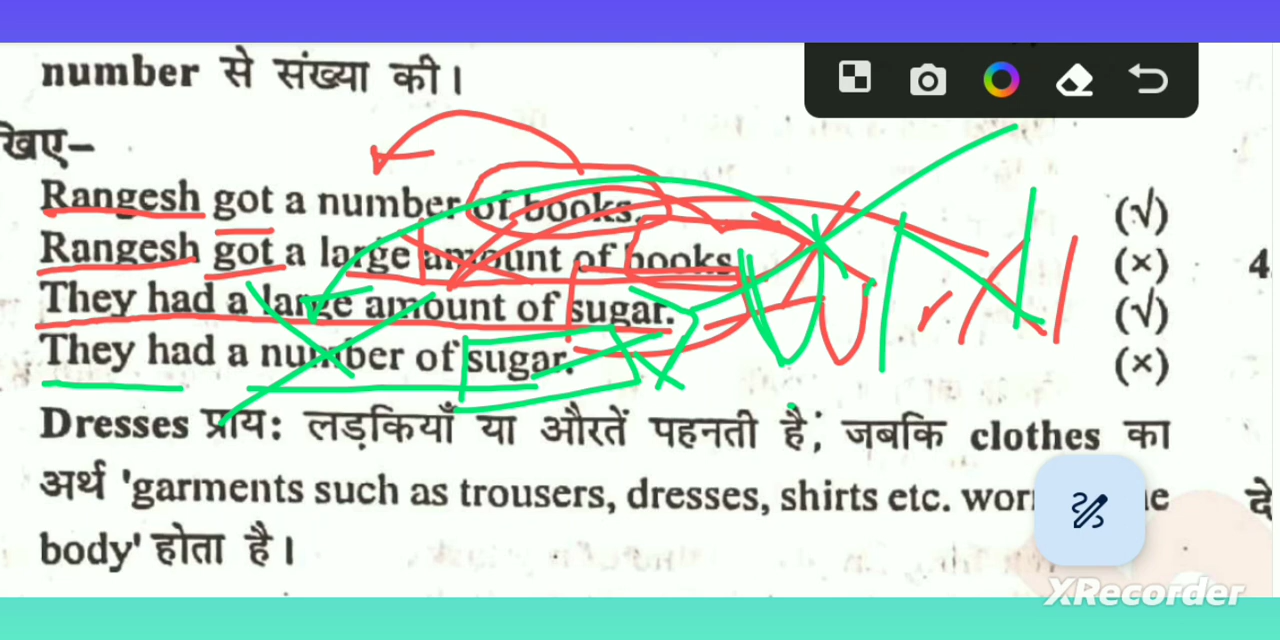 number से संख्या की।
खिए–
Rangesh got a number of books. (√)
Rangesh got a large amount of books. (×) 4
They had a large amount of sugar. (√)
They had a number of sugar. (×)
Dresses प्राय: लड़कियाँ या औरतें पहनती है; जबकि clothes का
अर्थ 'garments such as trousers, dresses, shirts etc.
body' होता है।
XRecorder